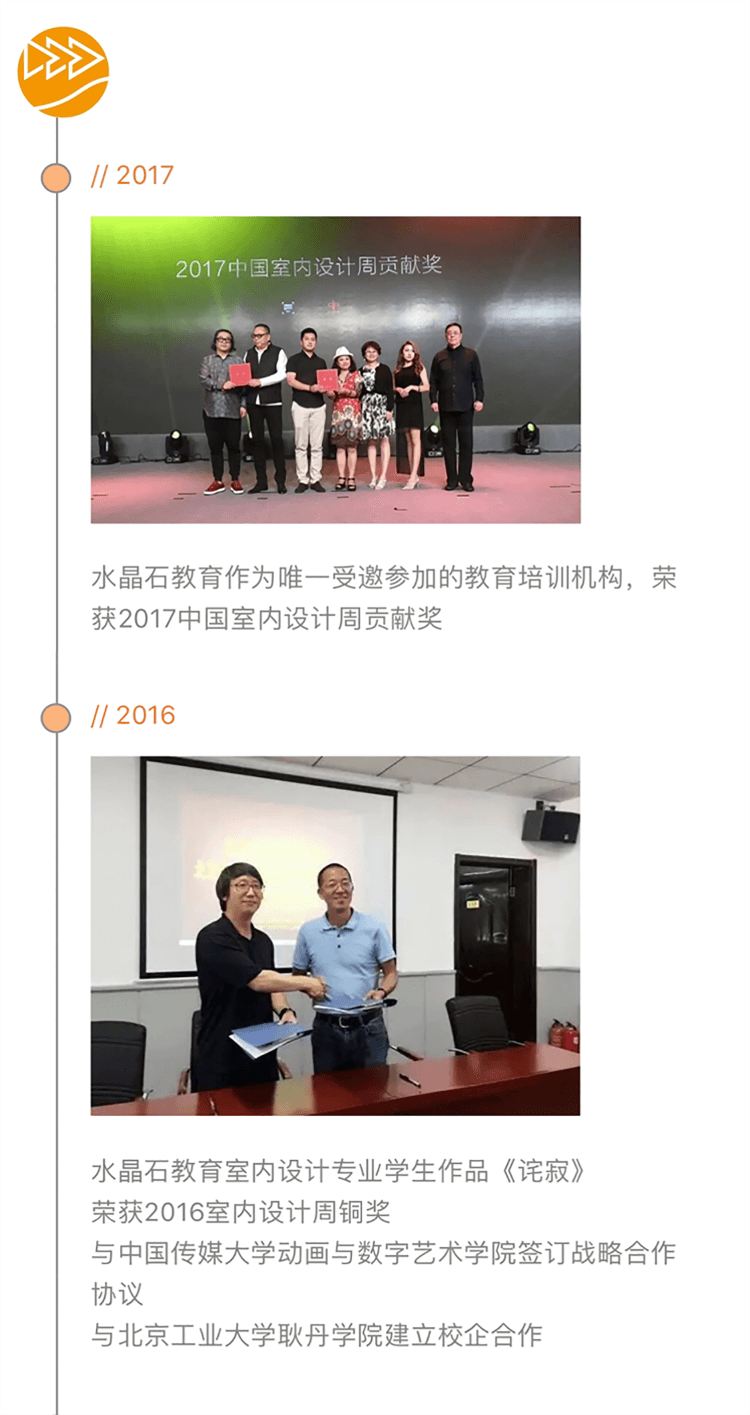 // 2017
2017中国室内设计周贡献奖
水晶石教育作为唯一受邀参加的教育培训机构，荣
获2017中国室内设计周贡献奖
// 2016
水晶石教育室内设计专业学生作品《诧寂》
荣获2016室内设计周铜奖
与中国传媒大学动画与数字艺术学院签订战略合作
协议
与北京工业大学耿丹学院建立校企合作